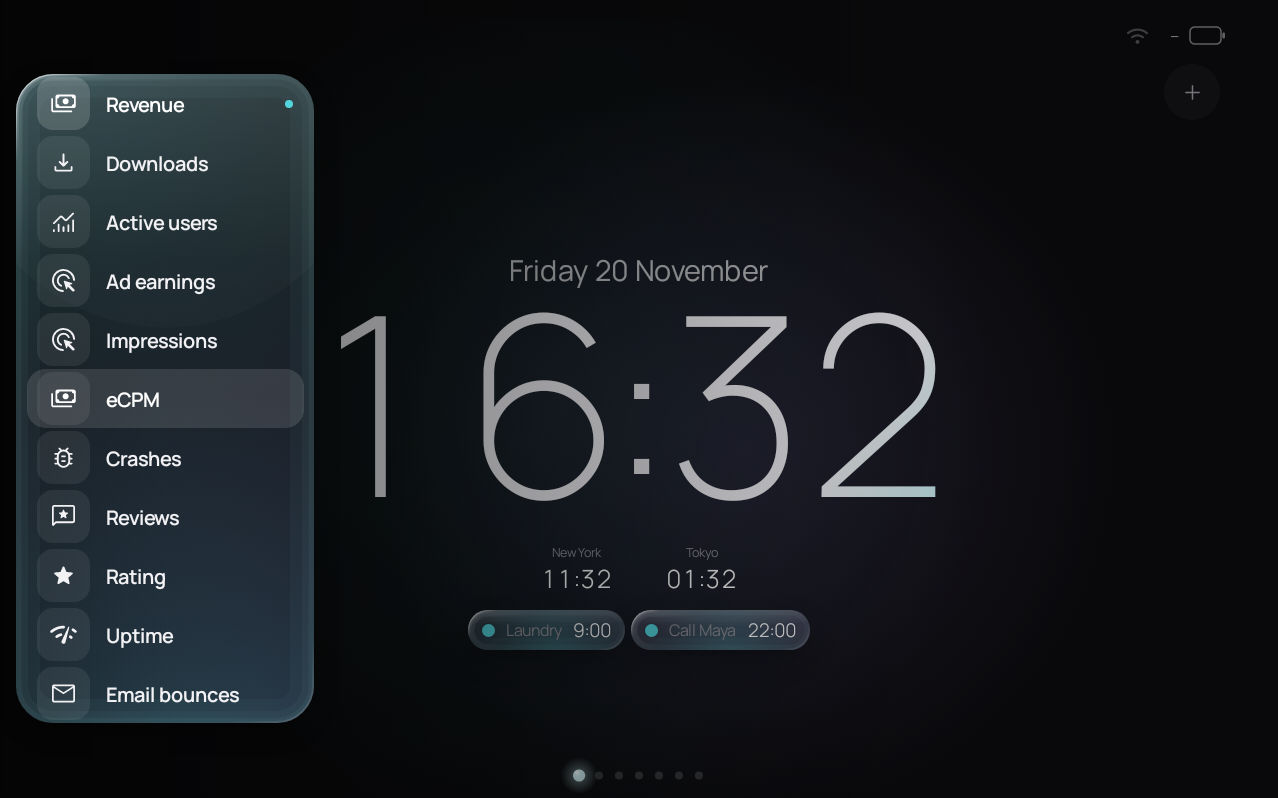 Revenue
Downloads
Active users
Ad earnings
Impressions
eCPM
Crashes
Reviews
Rating
Uptime
Email bounces
–
+
Friday 20 November
16:32
New York
11:32
Tokyo
01:32
Laundry 9:00
Call Maya 22:00